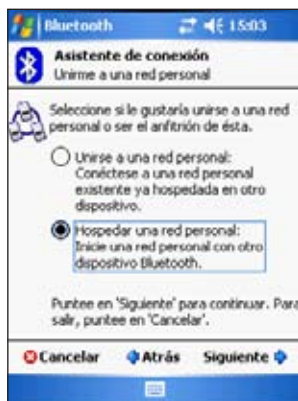 Bluetooth 15:03
Asistente de conexión
Unirme a una red personal
Seleccione si le gustaría unirse a una red
personal o ser el anfitrión de ésta.
Unirse a una red personal:
Conéctese a una red personal
existente ya hospedada en otro
dispositivo.
Hospedar una red personal:
Inicie una red personal con otro
dispositivo Bluetooth.
Puntee en 'Siguiente' para continuar. Para
salir, puntee en 'Cancelar'.
Cancelar Atrás Siguiente